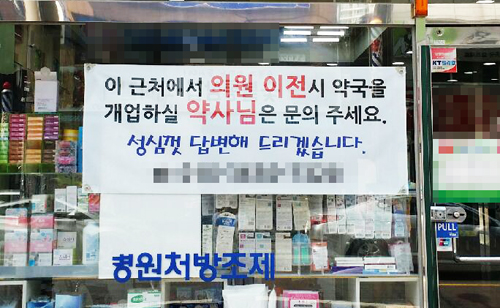 이 근처에서 의원 이전시 약국을
개업하실 약사님은 문의 주세요.
성심껏 답변해 드리겠습니다.
병원처방조제
PULL